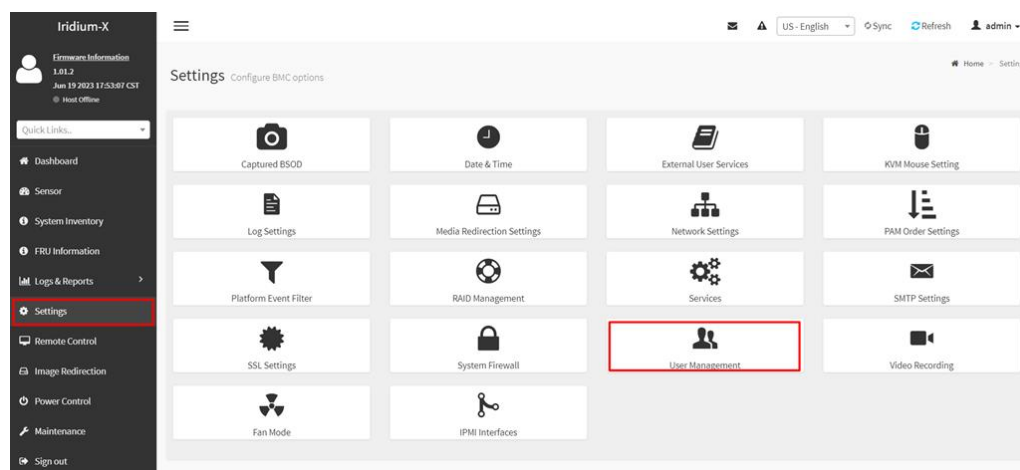 Iridium-X
US - English
Sync
Refresh
admin
Firmware Information
1.01.2
Jun 19 2023 17:53:07 CST
Host Offline
Quick Links..
Dashboard
Sensor
System Inventory
FRU Information
Logs & Reports
Settings
Remote Control
Image Redirection
Power Control
Maintenance
Sign out
Settings Configure BMC options
Home - Settin
Captured BSOD
Date & Time
External User Services
KVM Mouse Setting
Log Settings
Media Redirection Settings
Network Settings
PAM Order Settings
Platform Event Filter
RAID Management
Services
SMTP Settings
SSL Settings
System Firewall
User Management
Video Recording
Fan Mode
IPMI Interfaces